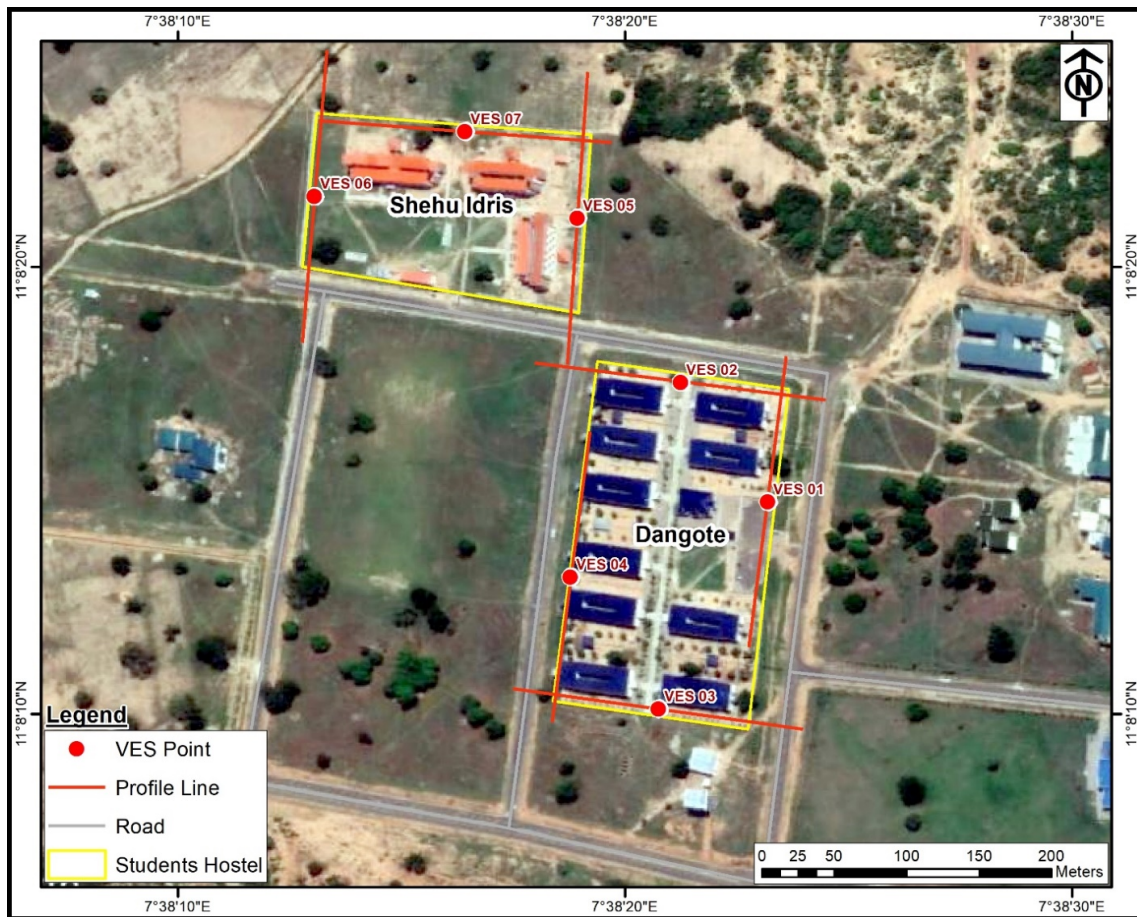 7°38'10"E
7°38'20"E
7°38'30"E
N
VES 07
VES 06
Shehu Idris
VES 05
11°8'20"N
11°8'20"N
VES 02
VES 01
Dangote
VES 04
VES 03
11°8'10"N
11°8'10"N
Legend
VES Point
Profile Line
Road
Students Hostel
0 25 50 100 150 200
Meters
7°38'10"E
7°38'20"E
7°38'30"E